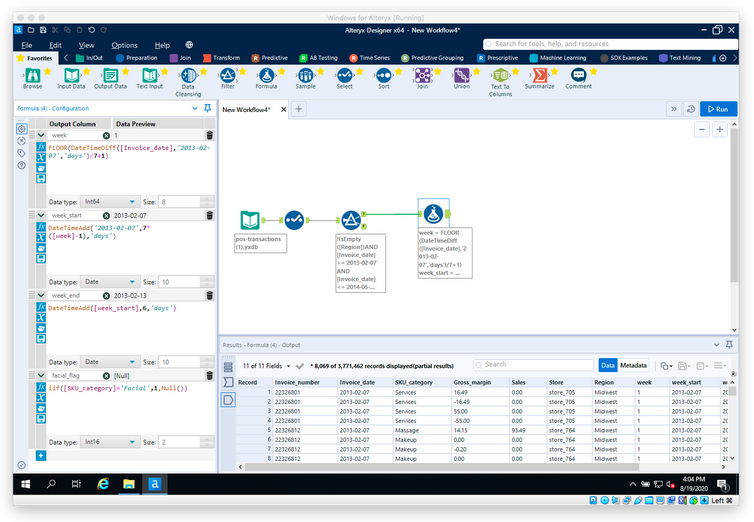 Windows for Alteryx [Running]
Alteryx Designer x64 - New Workflow4*
File Edit View Options Help
Search for tools, help, and resources
Favorites In/Out Preparation Join Transform Predictive AB Testing Time Series Predictive Grouping Prescriptive Machine Learning SDK Examples Text Mining
Browse Input Data Output Data Text Input Data Cleansing Filter Formula Sample Select Sort Join Union Text To Columns Summarize Comment
Formula (4) - Configuration
New Workflow4*
Run
Output Column Data Preview
week 1
fLOOR(DateTimeDiff([Invoice_date],'2013-02-
07','days')/7+1)
Data type: Int64 Size: 8
week_start 2013-02-07
DateTimeAdd('2013-02-07',7*
([week]-1),'days')
Data type: Date Size: 10
week_end 2013-02-13
DateTimeAdd([week_start],6,'days')
Data type: Date Size: 10
facial_flag [Null]
iif([SKU_category]='Facial',1,Null())
Data type: Int16 Size: 2
pos-transactions
(1).yxdb
!IsEmpty
([Region])AND
[Invoice_date]
>='2013-02-07'
AND
[Invoice_date]
<='2014-05-...
week = FLOOR
(DateTimeDiff
([Invoice_date],'2
013-02-
07','days')/7+1)
week_start = ...
Results - Formula (4) - Output
11 of 11 Fields * 8,069 of 3,771,462 records displayed(partial results) Search Data Metadata
Record Invoice_number Invoice_date SKU_category Gross_margin Sales Store Region week week_start we
1 22326801 2013-02-07 Services 16.49 0.00 store_705 Midwest 1 2013-02-07 20
2 22326801 2013-02-07 Services -16.49 0.00 store_705 Midwest 1 2013-02-07 20
3 22326801 2013-02-07 Services 55.00 0.00 store_705 Midwest 1 2013-02-07 20
4 22326801 2013-02-07 Services -55.00 0.00 store_705 Midwest 1 2013-02-07 20
5 22326812 2013-02-07 Massage 14.15 93.49 store_764 Midwest 1 2013-02-07 20
6 22326812 2013-02-07 Makeup 0.00 0.00 store_764 Midwest 1 2013-02-07 20
7 22326812 2013-02-07 Makeup -0.20 0.00 store_764 Midwest 1 2013-02-07 20
8 22326812 2013-02-07 Makeup 0.00 0.00 store_764 Midwest 1 2013-02-07 20
4:04 PM
8/19/2020
Left ⌘